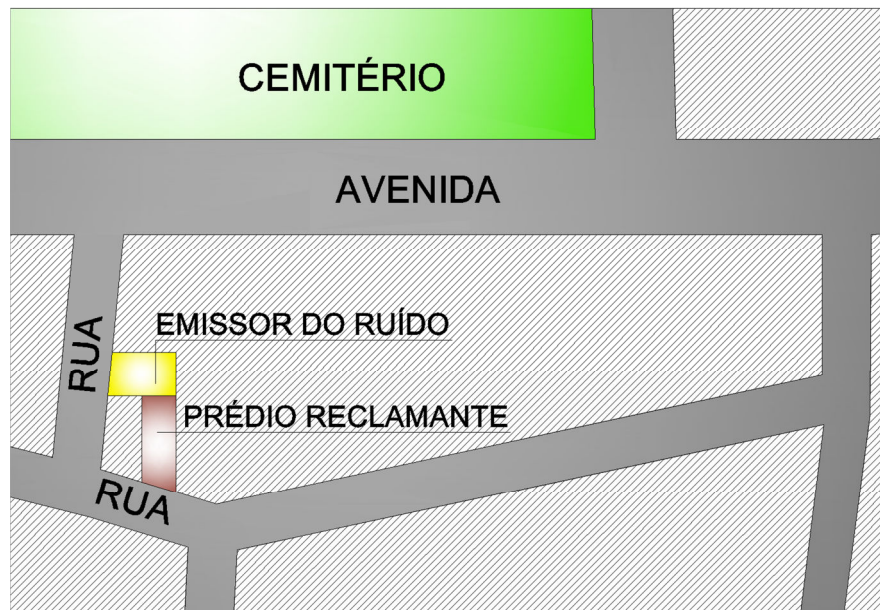 CEMITÉRIO
AVENIDA
RUA
EMISSOR DO RUÍDO
PRÉDIO RECLAMANTE
RUA